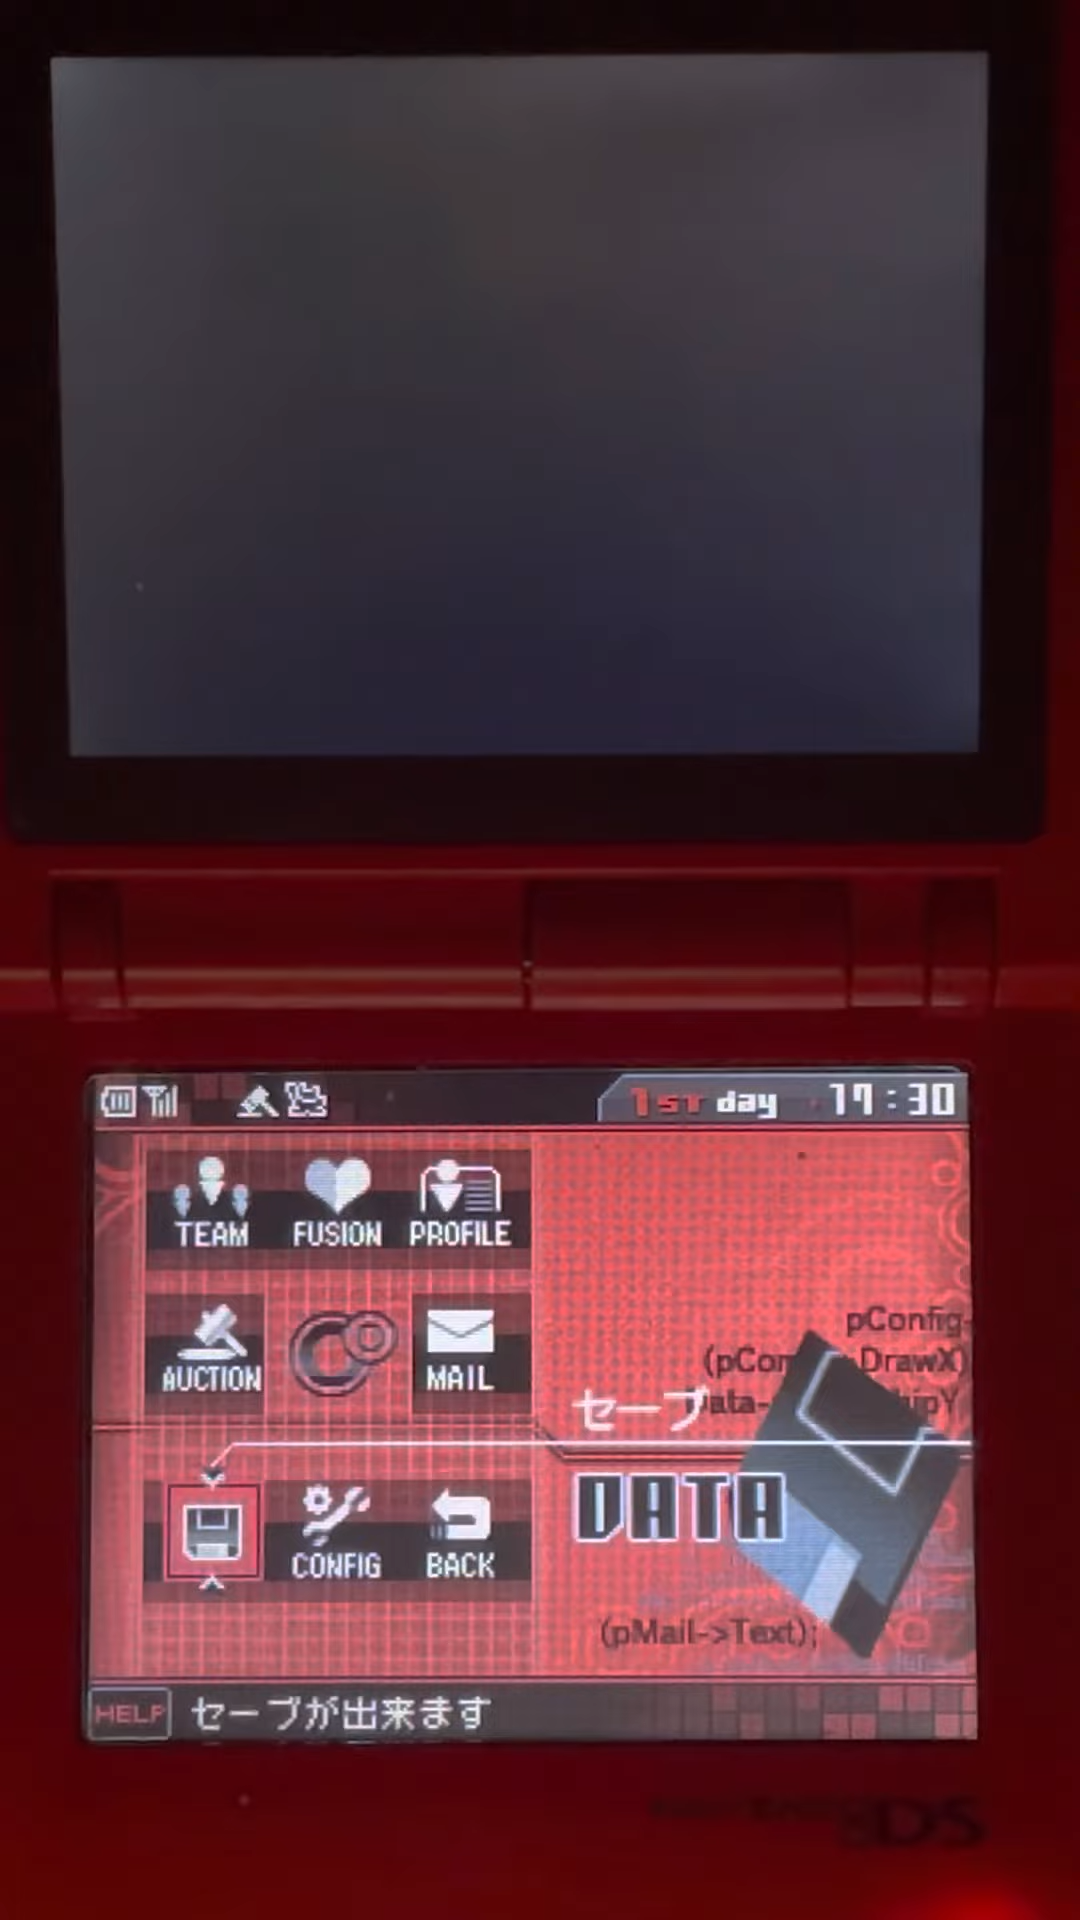 1st day 17:30
TEAM FUSION PROFILE
AUCTION MAIL
pConfig-
DrawX)
セーブ
DATA
CONFIG BACK
(pMail->Text);
HELP セーブが出来ます
3DS